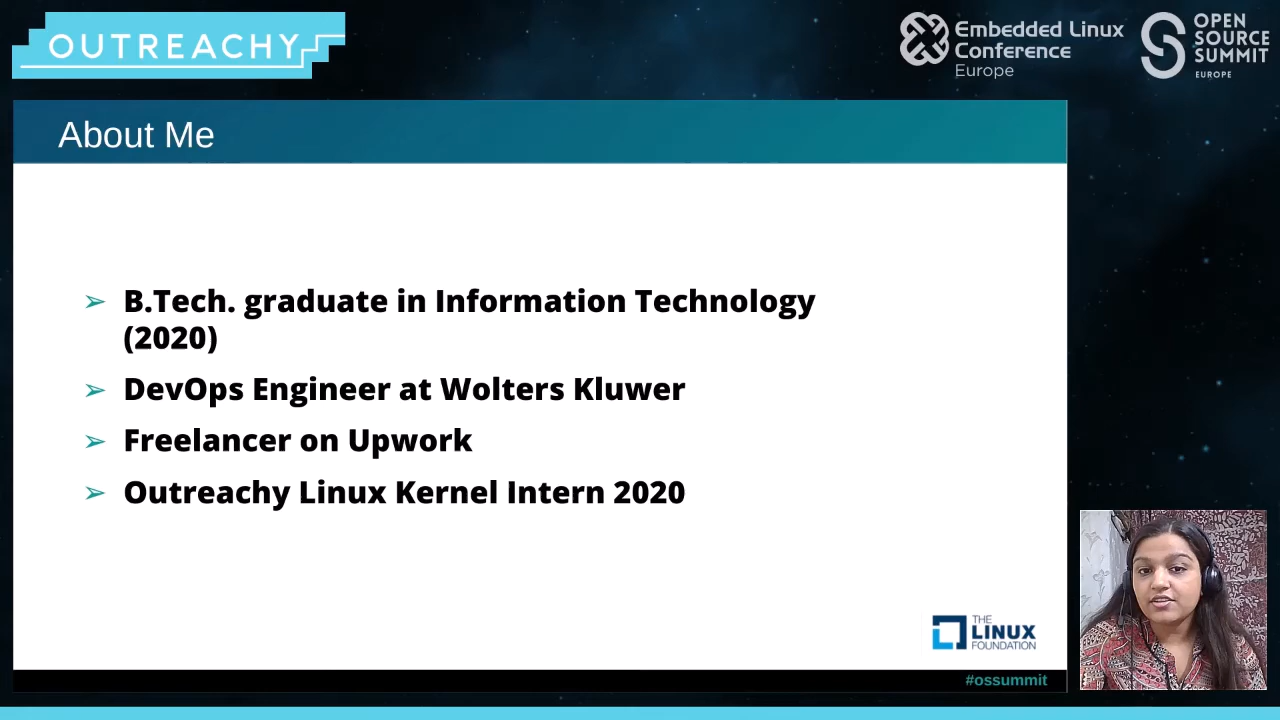 OUTREACHY
Embedded Linux
Conference
Europe
OPEN
SOURCE
SUMMIT
EUROPE
About Me
➢ B.Tech. graduate in Information Technology
(2020)
➢ DevOps Engineer at Wolters Kluwer
➢ Freelancer on Upwork
➢ Outreachy Linux Kernel Intern 2020
THE
LINUX
FOUNDATION
#ossummit